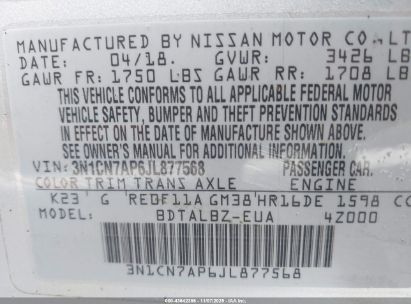 MANUFACTURED BY NISSAN MOTOR CO., LT
DATE: 04/18. GVWR: 3426 LB
GAWR FR: 1750 LBS GAWR RR: 1708 LB
THIS VEHICLE CONFORMS TO ALL APPLICABLE FEDERAL MOTOR
VEHICLE SAFETY, BUMPER AND THEFT PREVENTION STANDARDS
IN EFFECT ON THE DATE OF MANUFACTURE SHOWN ABOVE.
SEE OWNER'S MANUAL FOR ADDITIONAL INFORMATION
VIN: 3N1CN7AP6JL877568 PASSENGER CAR.
COLOR TRIM TRANS AXLE ENGINE
K23 G RE0F11A GM38 HR16DE 1598 CC
MODEL: BDTALBZ-EUA 4Z000
3N1CN7AP6JL877568